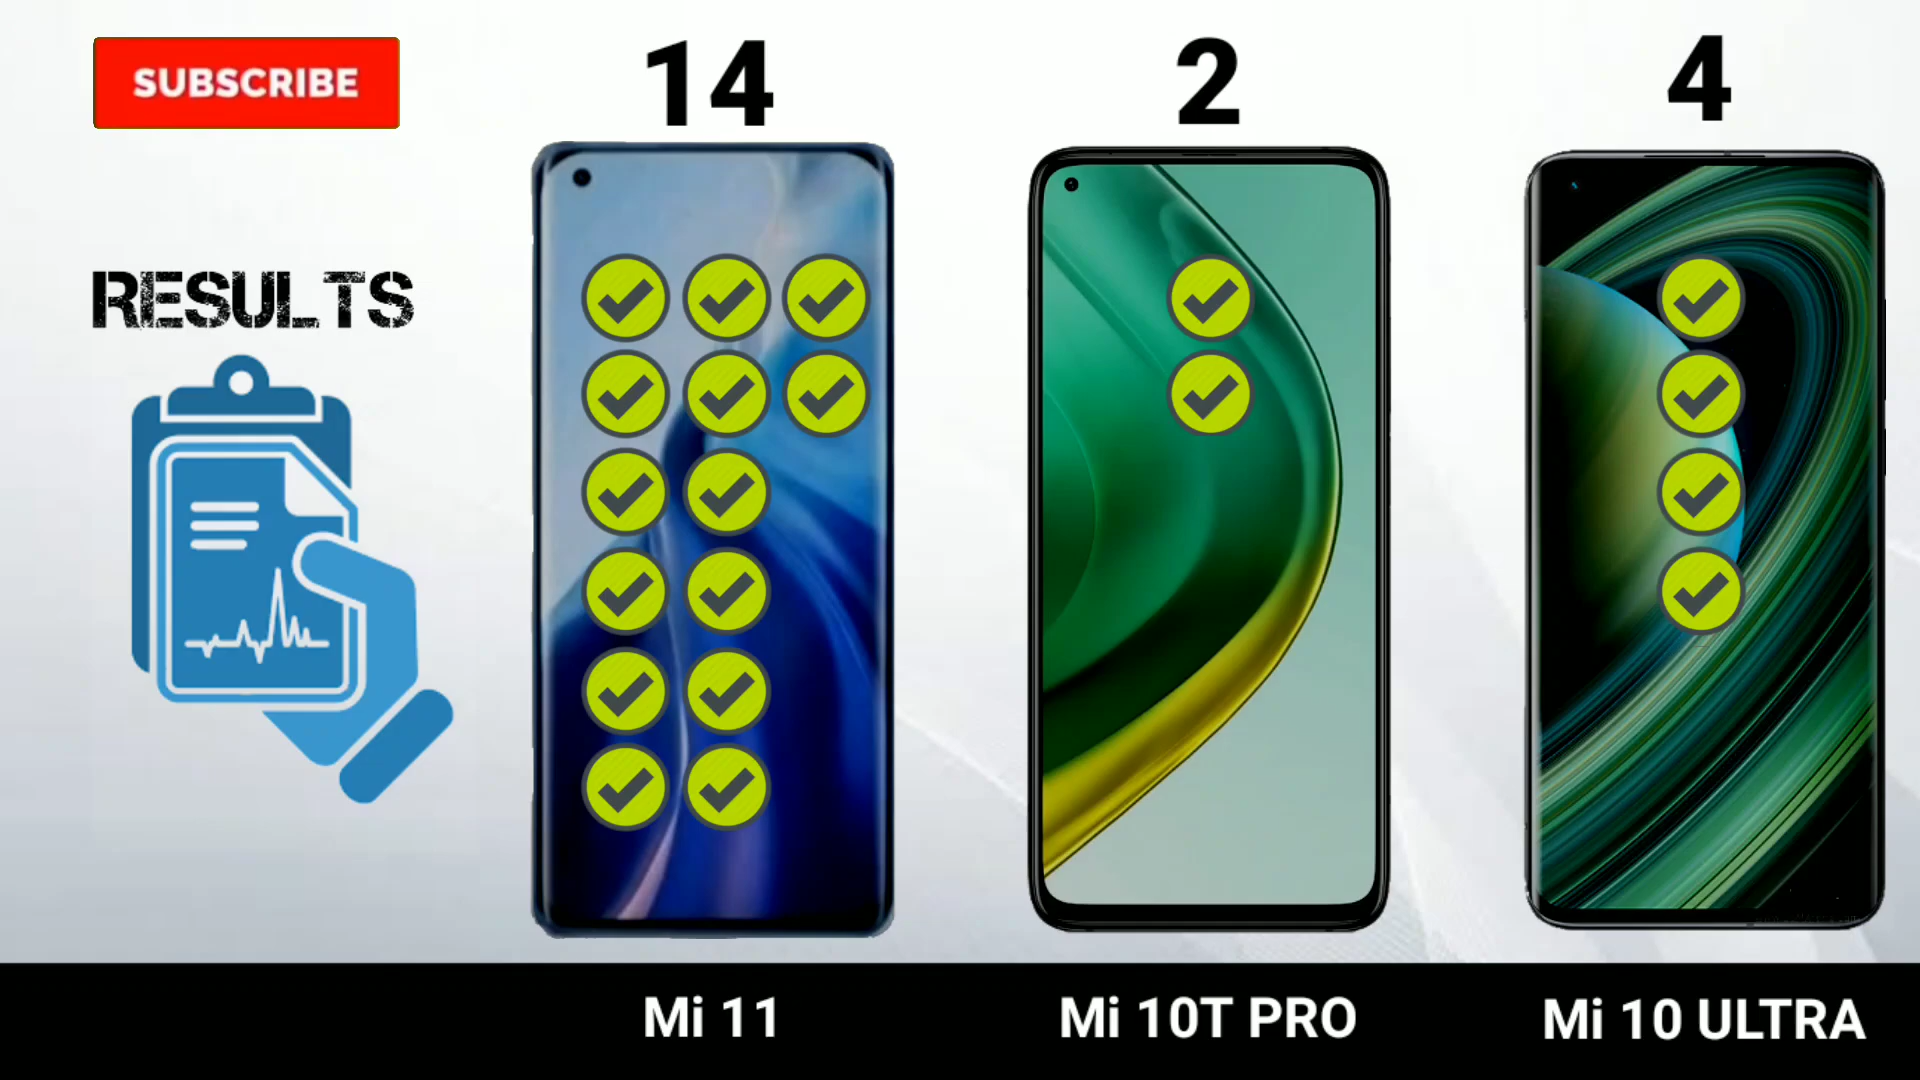 SUBSCRIBE
14
2
4
RESULTS
Mi 11
Mi 10T PRO
Mi 10 ULTRA